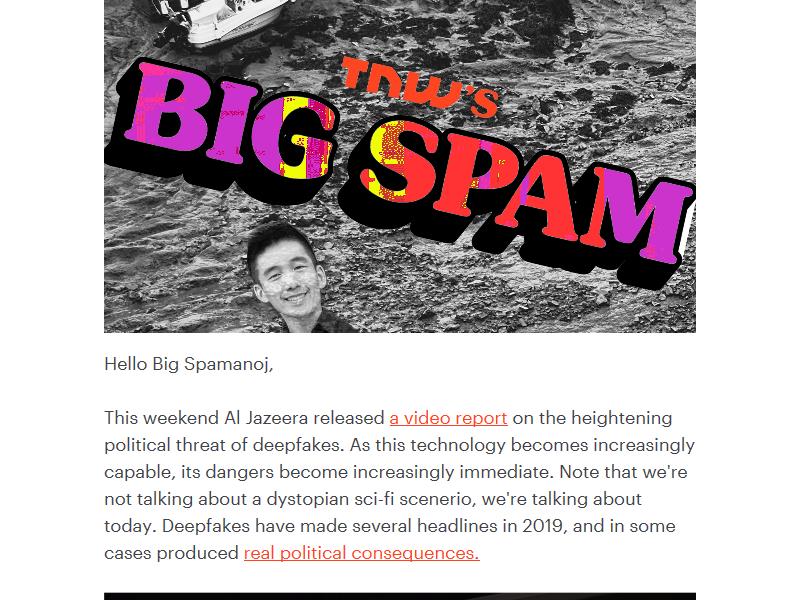 TNW's
BIG SPAM
Hello Big Spamanoj,
This weekend Al Jazeera released a video report on the heightening
political threat of deepfakes. As this technology becomes increasingly
capable, its dangers become increasingly immediate. Note that we're
not talking about a dystopian sci-fi scenerio, we're talking about
today. Deepfakes have made several headlines in 2019, and in some
cases produced real political consequences.